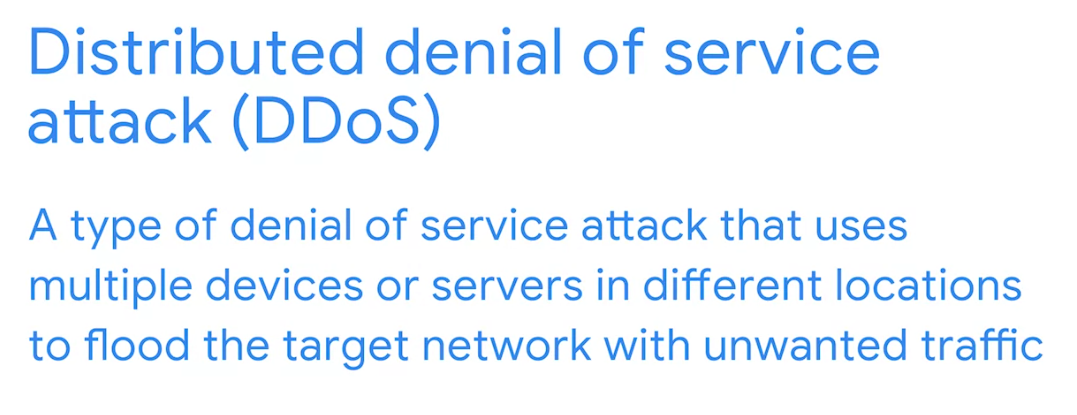 Distributed denial of service
attack (DDoS)
A type of denial of service attack that uses
multiple devices or servers in different locations
to flood the target network with unwanted traffic